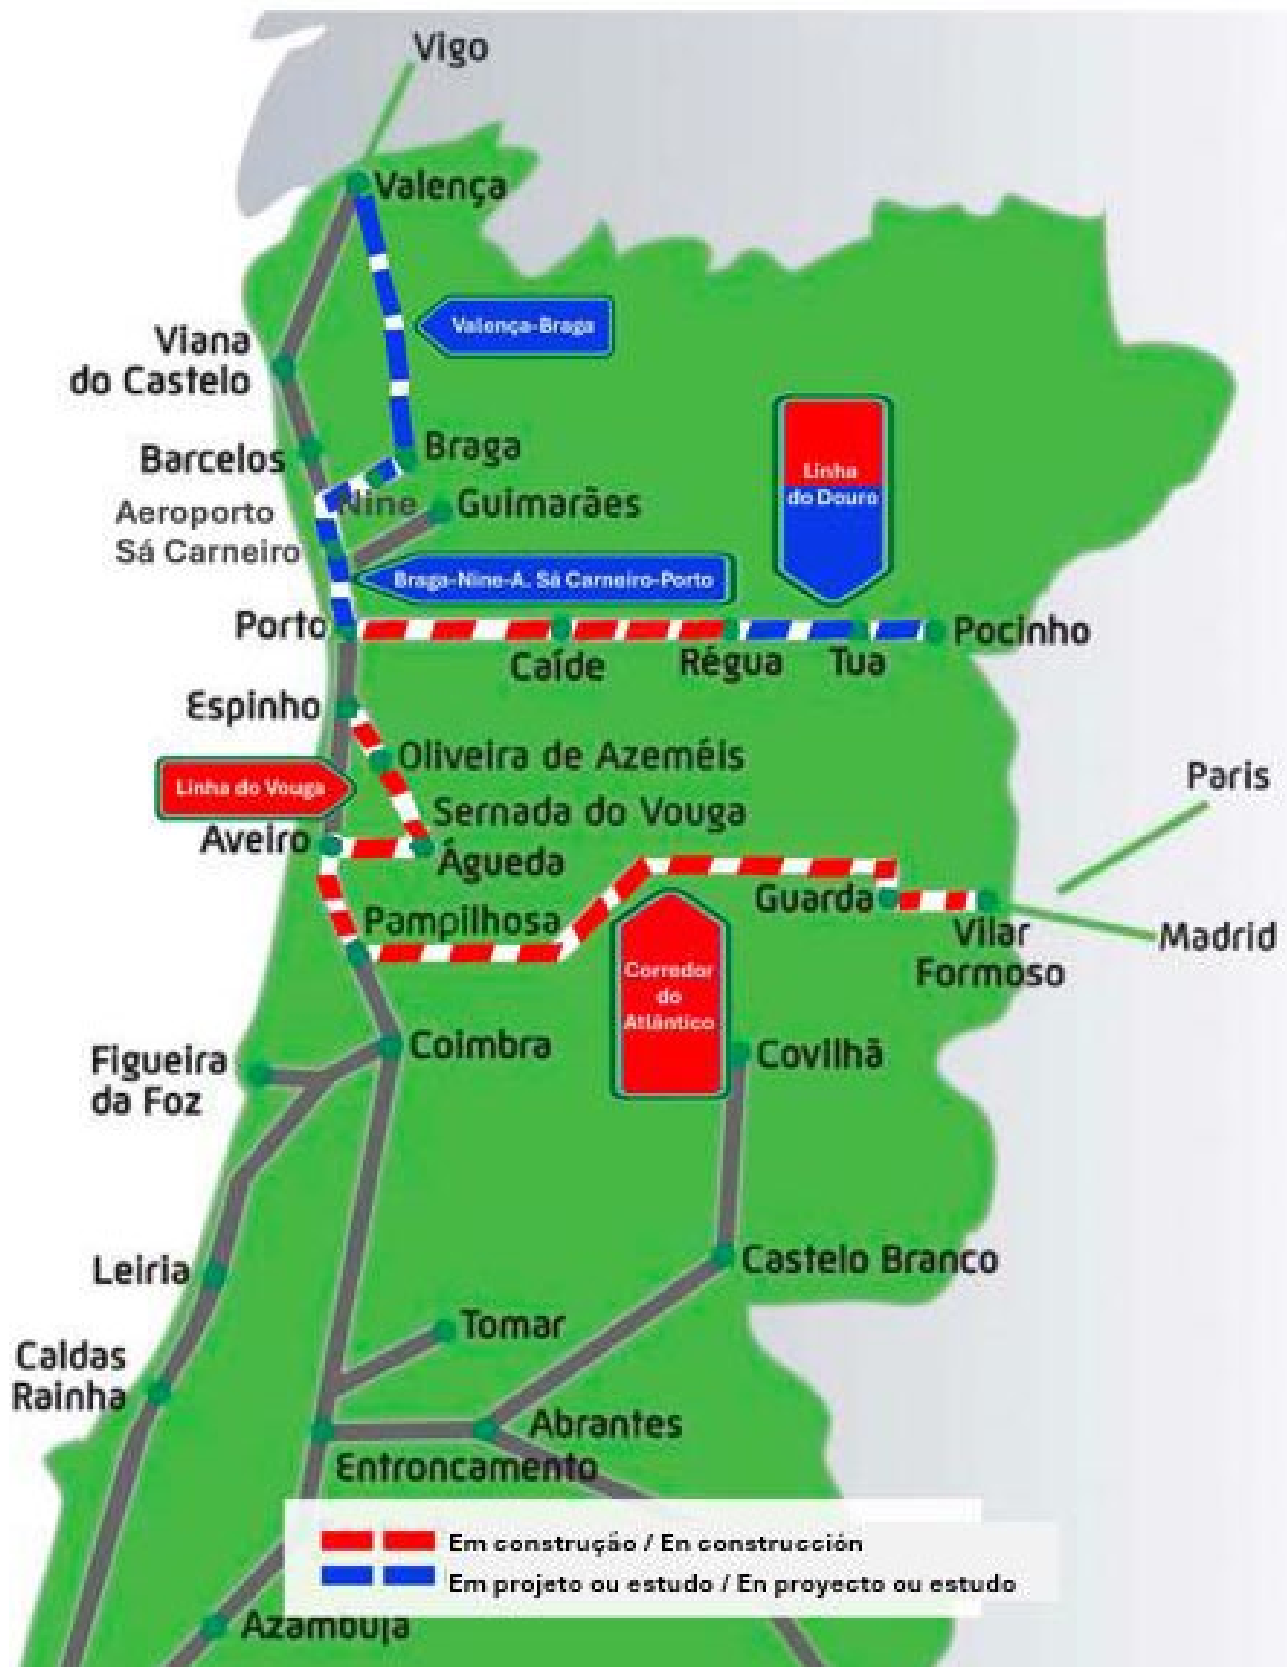 Vigo
Valença
Valença-Braga
Viana
do Castelo
Barcelos
Braga
Linha
do Douro
Nine
Guimarães
Aeroporto
Sá Carneiro
Braga-Nine-A. Sá Carneiro-Porto
Porto
Caíde
Régua
Tua
Pocinho
Espinho
Oliveira de Azeméis
Linha do Vouga
Sernada do Vouga
Paris
Aveiro
Águeda
Guarda
Pampilhosa
Vilar
Formoso
Madrid
Corredor
do
Atlântico
Coimbra
Covilhã
Figueira
da Foz
Leiria
Castelo Branco
Tomar
Caldas
Rainha
Abrantes
Entroncamento
Em construção / En construcción
Em projeto ou estudo / En proyecto ou estudo
Azambuja